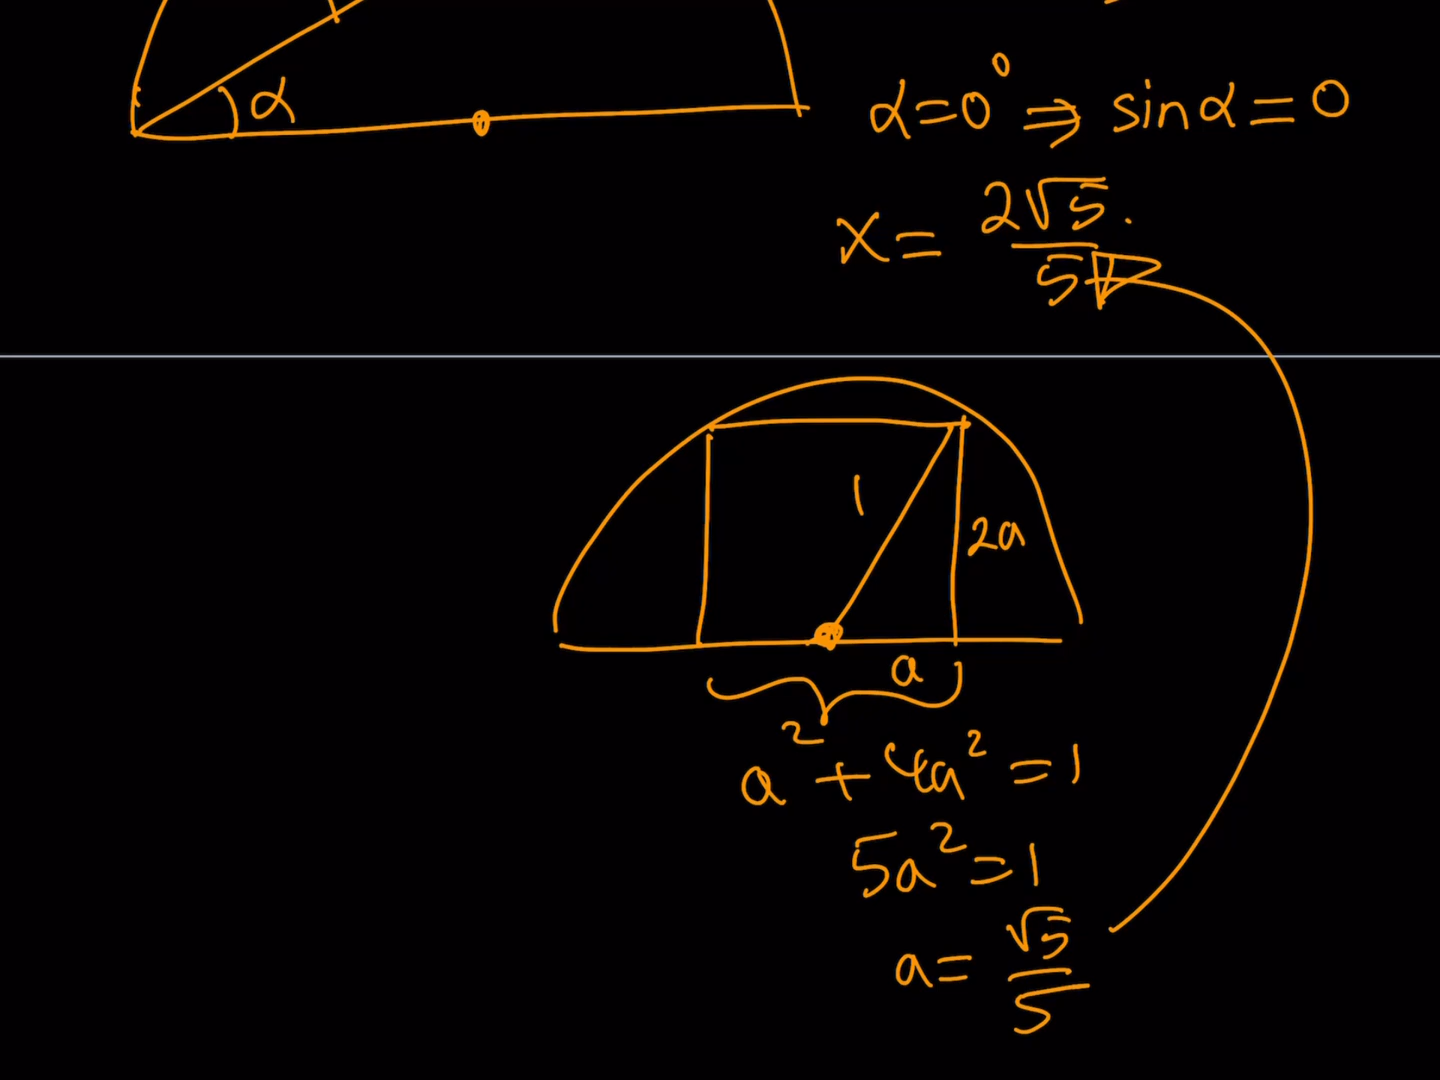 α
α=0° ⇒ sinα=0
x= 2√5/5
1
2a
a
a²+4a²=1
5a²=1
a= √5/5